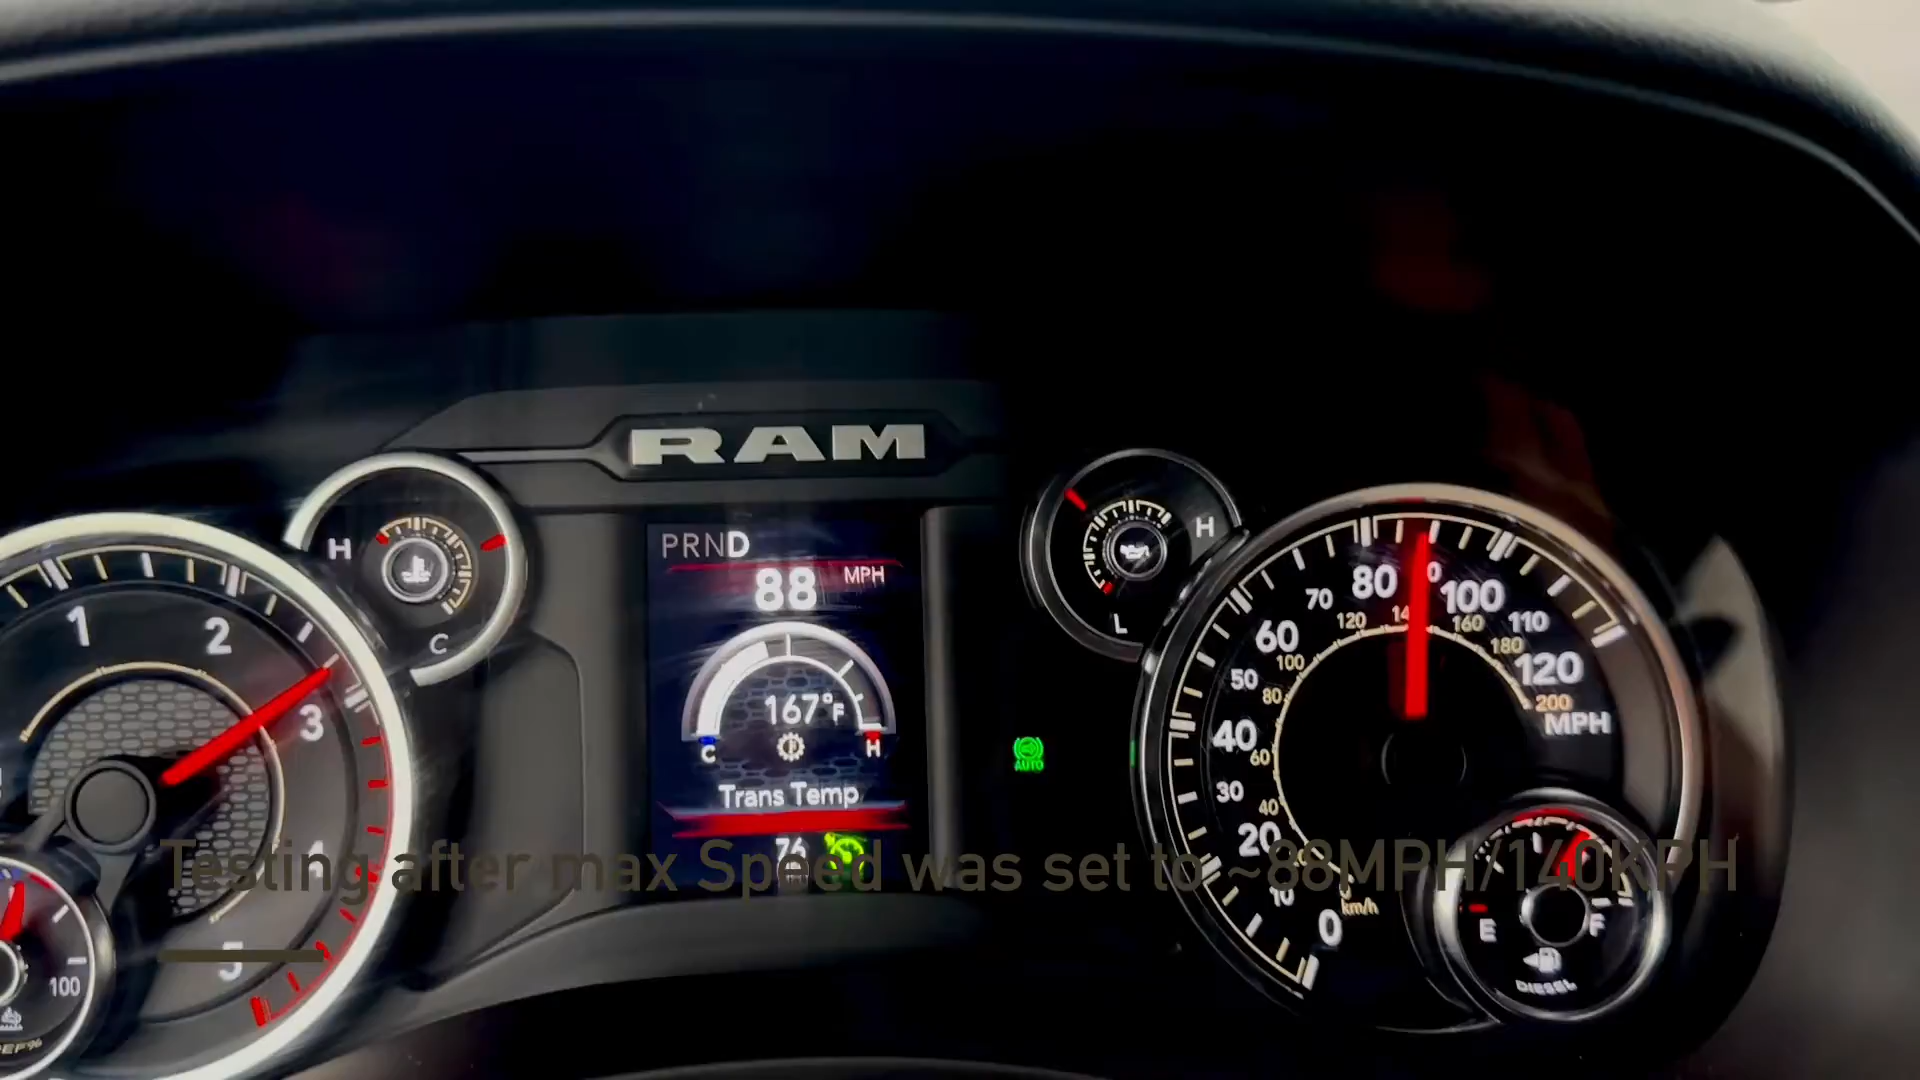 RAM
PRND
88 MPH
167°F
C H
Trans Temp
76
Testing after max Speed was set to ~88MPH/140KPH
1
2
3
4
5
H
C
100
DEF%
AUTO
H
L
0
10
20
30
40
50
60
70
80
100
110
120
MPH
40
60
80
100
120
160
180
200
km/h
E F
DIESEL